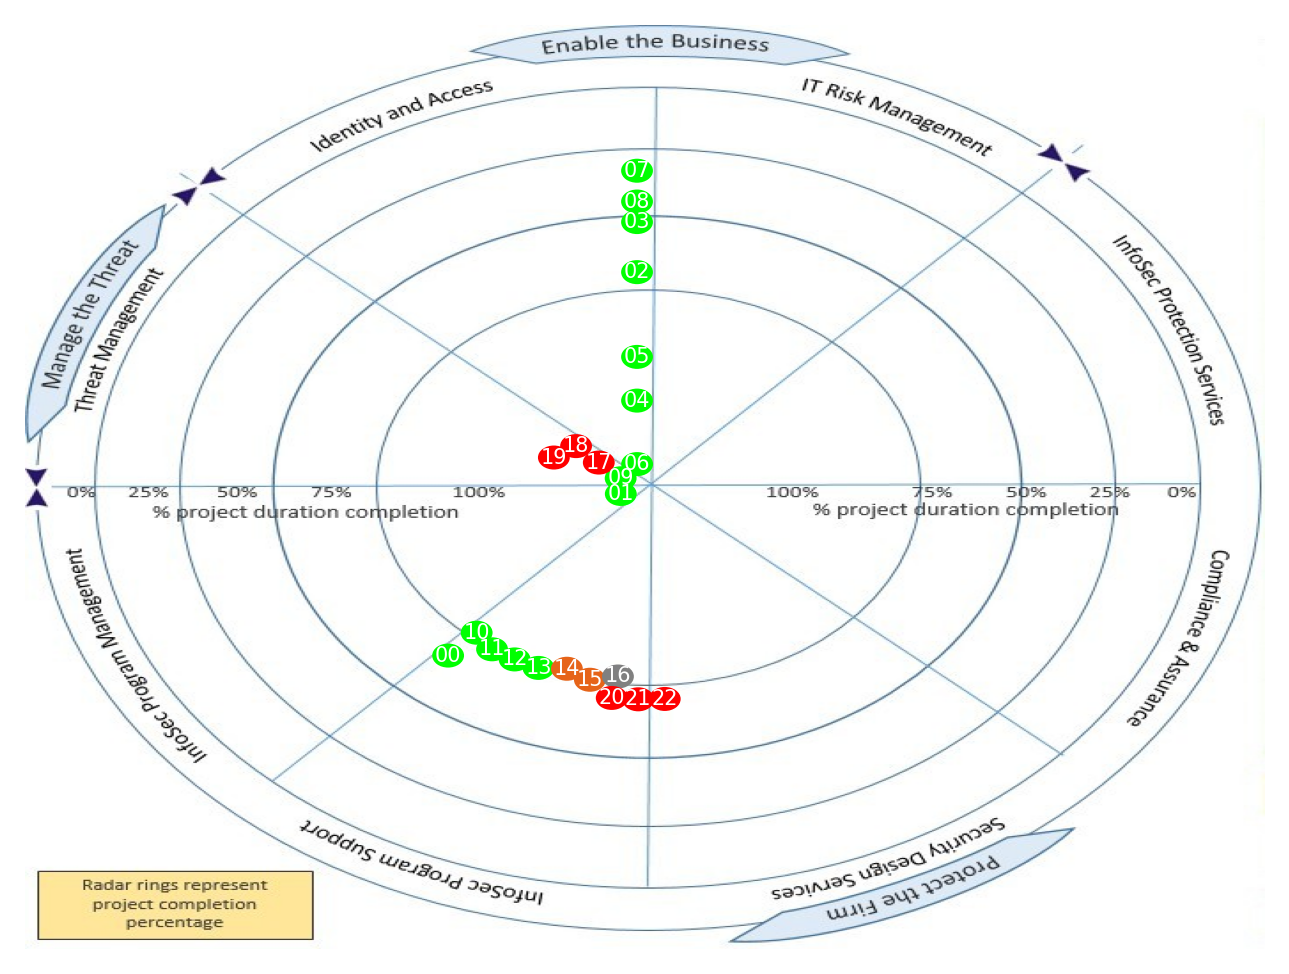 Enable the Business
Identity and Access
IT Risk Management
Manage the Threat
Threat Management
InfoSec Protection Services
07
08
03
02
05
04
18
19
17
06
09
01
0%
25%
50%
75%
100%
100%
75%
50%
25%
0%
% project duration completion
% project duration completion
InfoSec Program Management
Compliance & Assurance
10
00
11
12
13
14
15
16
20
21
22
InfoSec Program Support
Security Design Services
Protect the Firm
Radar rings represent
project completion
percentage